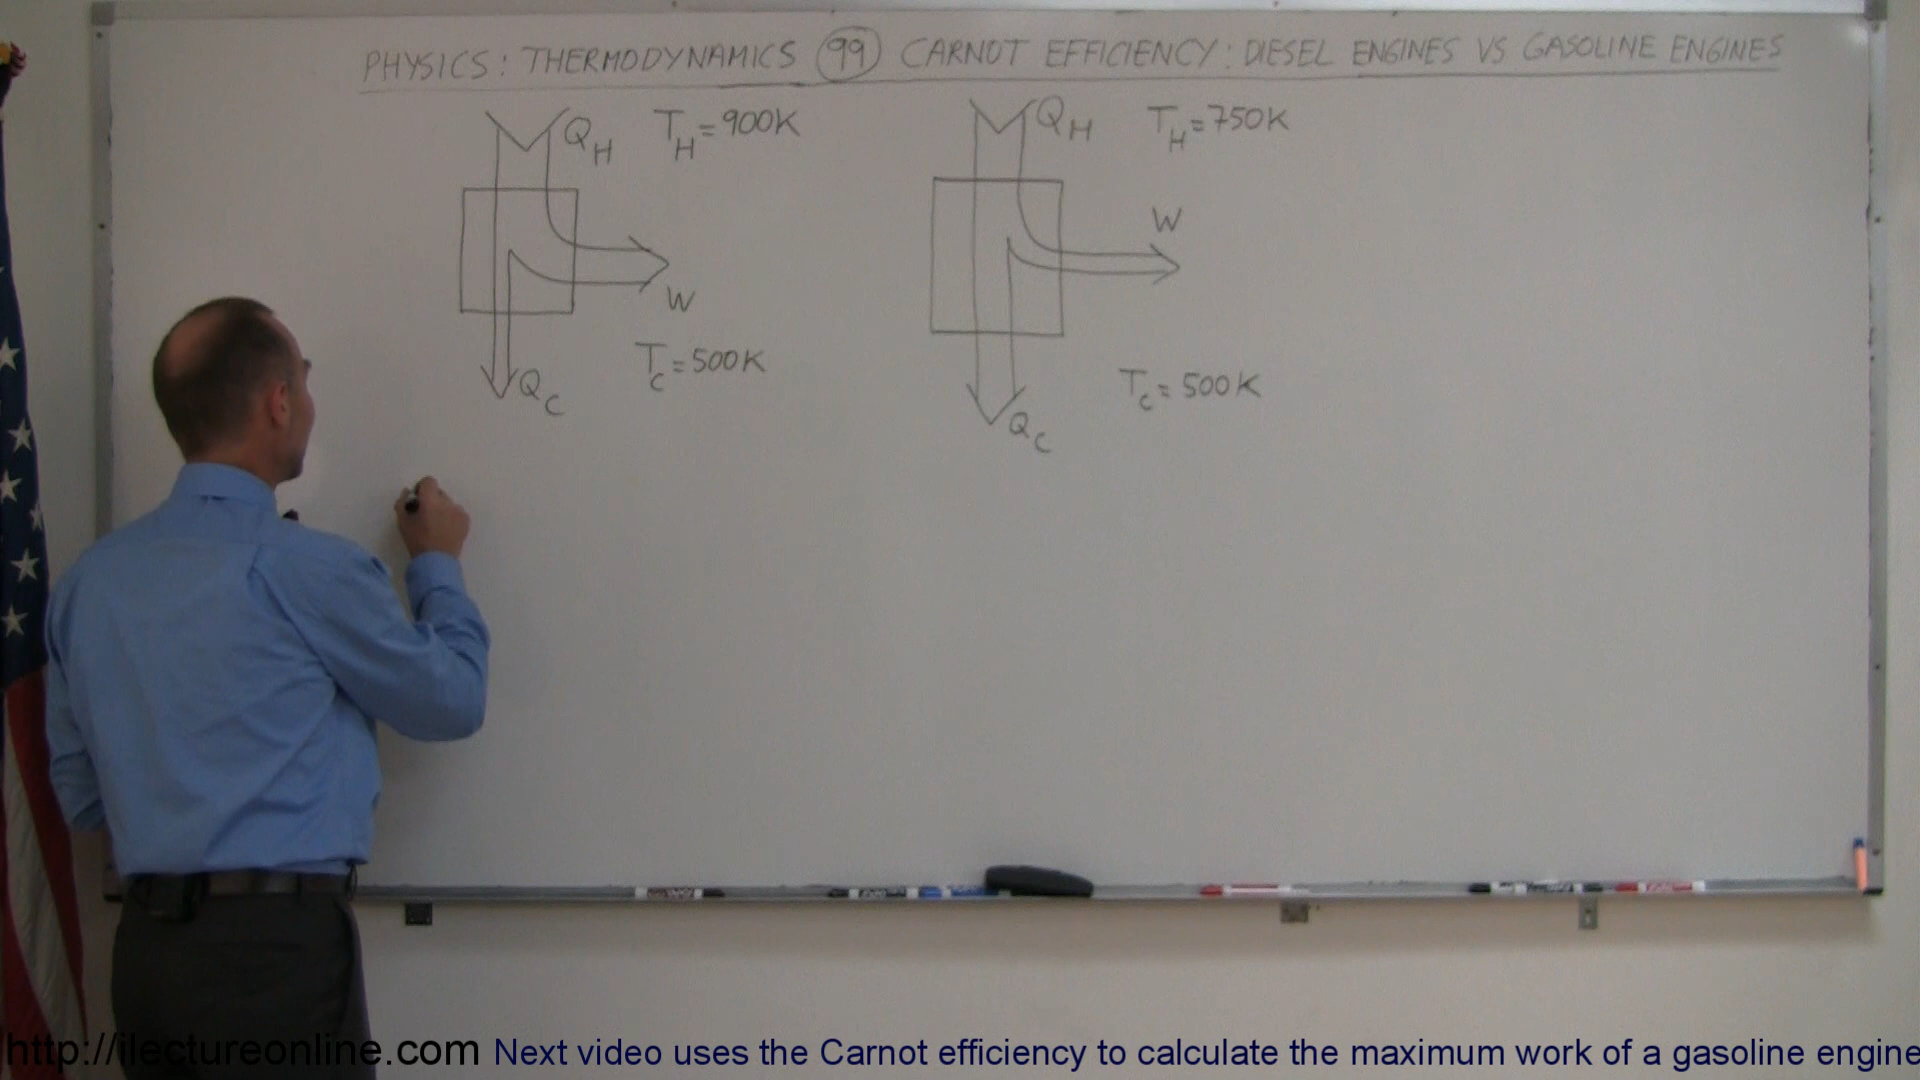 PHYSICS: THERMODYNAMICS 99 CARNOT EFFICIENCY: DIESEL ENGINES VS GASOLINE ENGINES
QH TH=900K
W
TC=500K
QC
QH TH=750K
W
TC=500K
QC
http://ilectureonline.com Next video uses the Carnot efficiency to calculate the maximum work of a gasoline engine